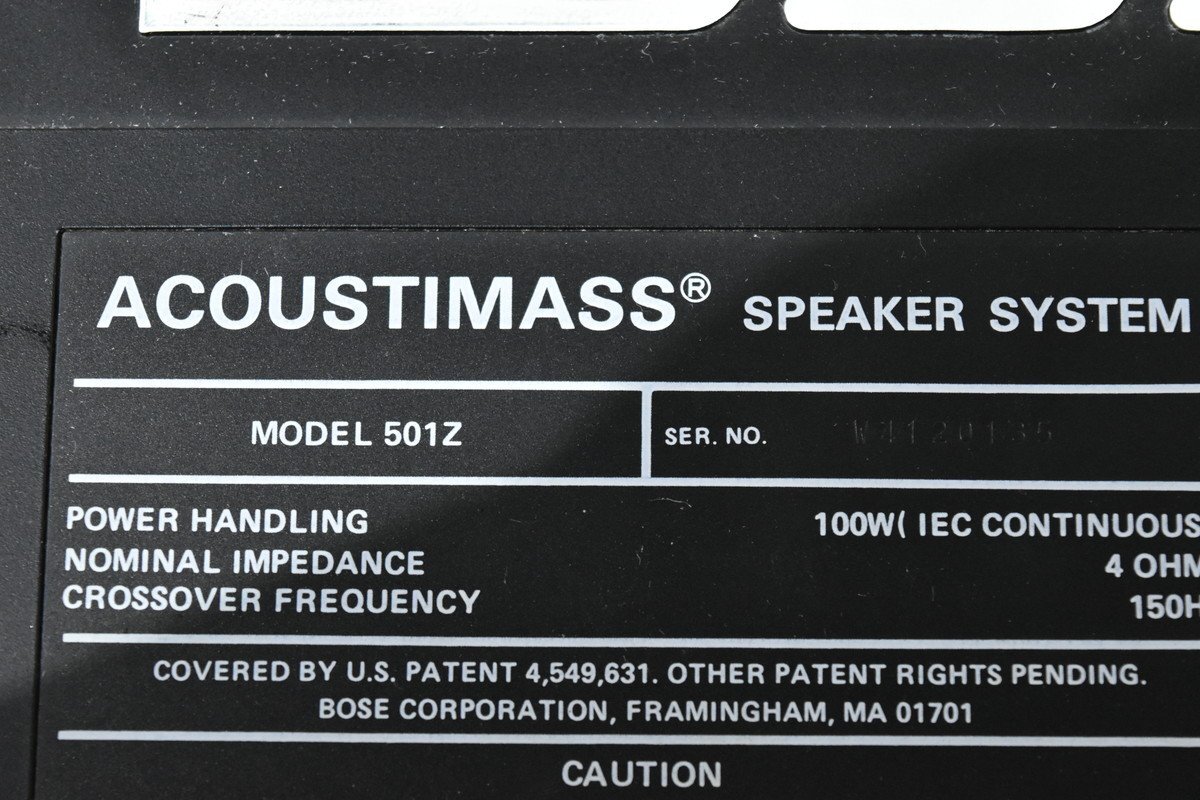 ACOUSTIMASS® SPEAKER SYSTEM
MODEL 501Z SER. NO. W4120135
POWER HANDLING 100W( IEC CONTINUOUS
NOMINAL IMPEDANCE 4 OHM
CROSSOVER FREQUENCY 150H
COVERED BY U.S. PATENT 4,549,631. OTHER PATENT RIGHTS PENDING.
BOSE CORPORATION, FRAMINGHAM, MA 01701
CAUTION